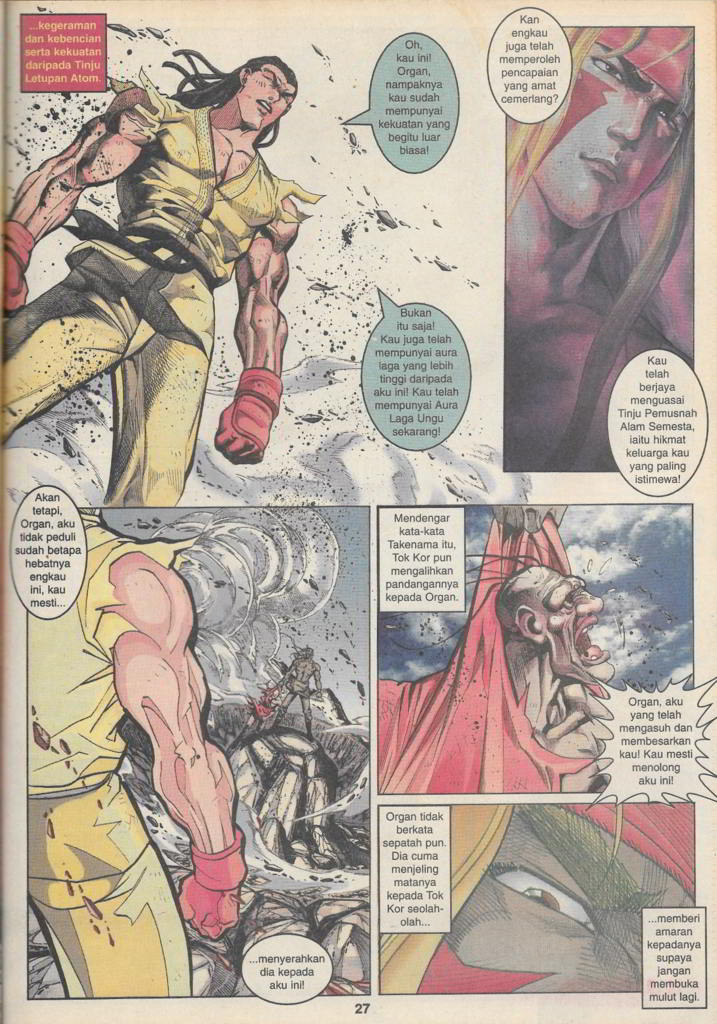 ...kegeraman
dan kebencian
serta kekuatan
daripada Tinju
Letupan Atom.
Oh,
kau ini!
Organ,
nampaknya
kau sudah
mempunyai
kekuatan yang
begitu luar
biasa!
Kan
engkau
juga telah
memperoleh
pencapaian
yang amat
cemerlang?
Bukan
itu saja!
Kau juga telah
mempunyai aura
laga yang lebih
tinggi daripada
aku ini! Kau telah
mempunyai Aura
Laga Ungu
sekarang!
Kau
telah
berjaya
menguasai
Tinju Pemusnah
Alam Semesta,
iaitu hikmat
keluarga kau
yang paling
istimewa!
Akan
tetapi,
Organ, aku
tidak peduli
sudah betapa
hebatnya
engkau
ini, kau
mesti...
...menyerahkan
dia kepada
aku ini!
Mendengar
kata-kata
Takenama itu,
Tok Kor pun
mengalihkan
pandangannya
kepada Organ.
Organ, aku
yang telah
mengasuh dan
membesarkan
kau! Kau mesti
menolong
aku ini!
Organ tidak
berkata
sepatah pun.
Dia cuma
menjeling
matanya
kepada Tok
Kor seolah-
olah...
...memberi
amaran
kepadanya
supaya
jangan
membuka
mulut lagi.
27